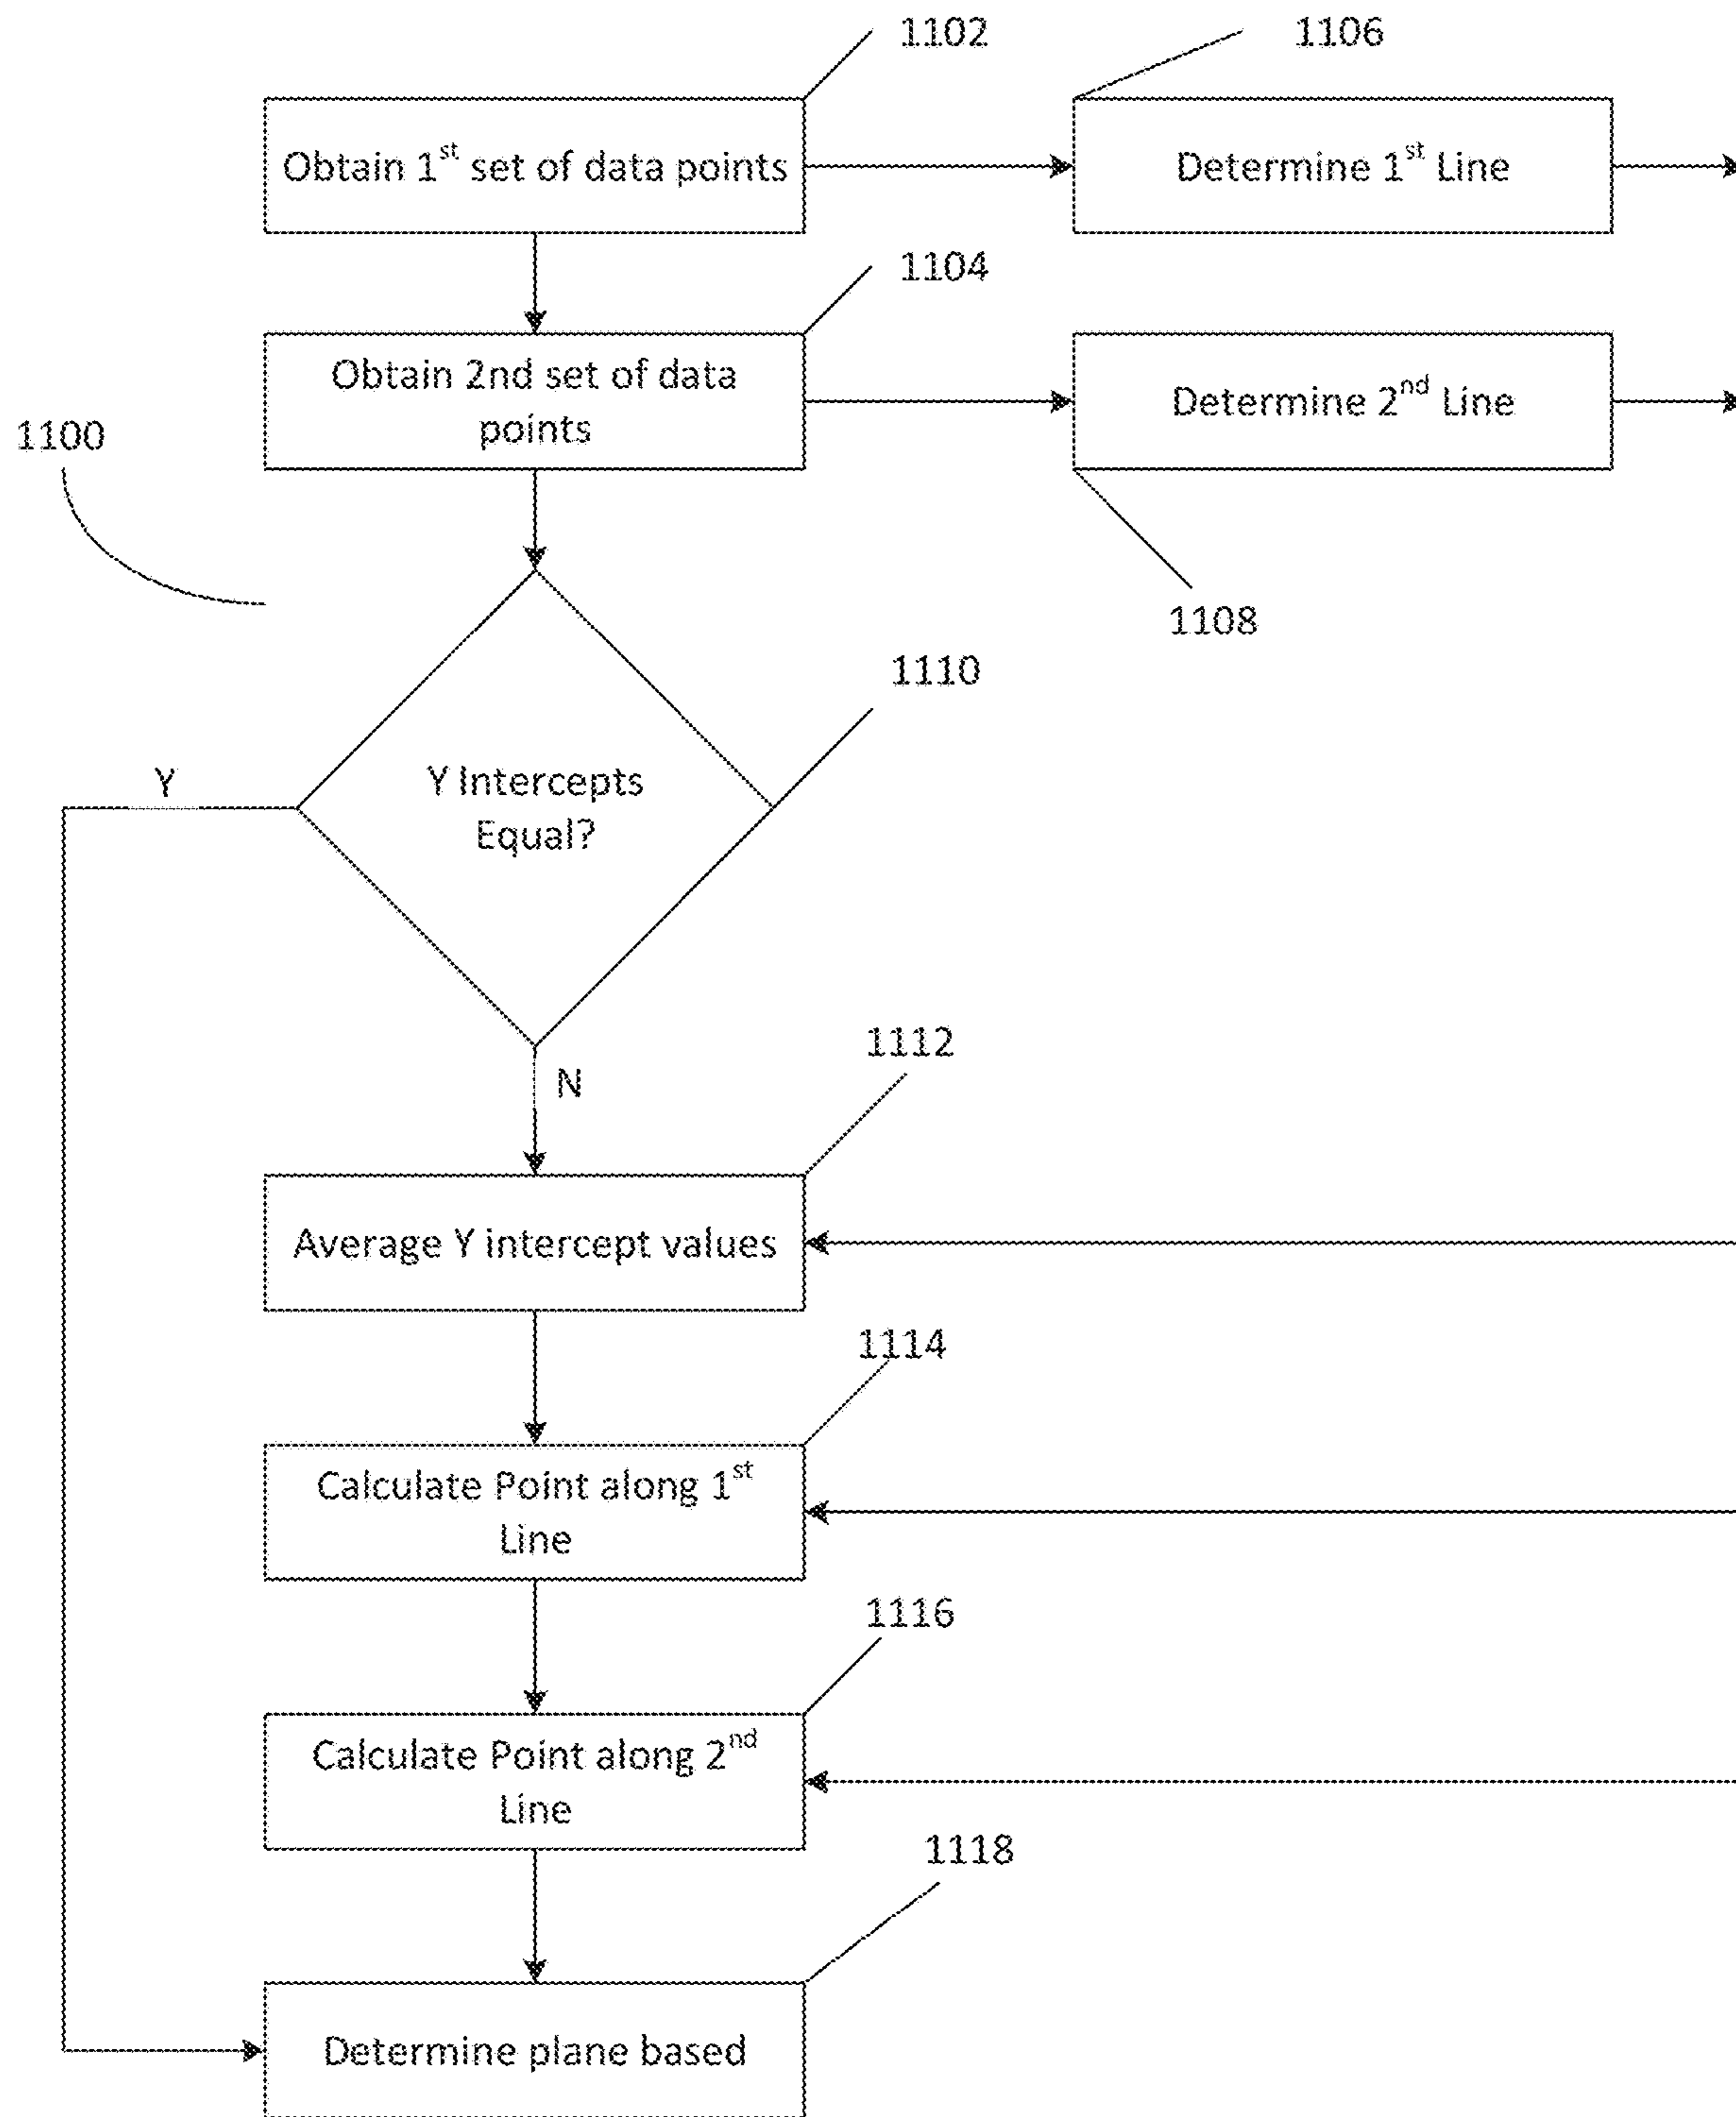 1102
1106
Obtain 1st set of data points
Determine 1st Line
1104
Obtain 2nd set of data
points
Determine 2nd Line
1100
1108
1110
Y
Y Intercepts
Equal?
N
1112
Average Y intercept values
1114
Calculate Point along 1st
Line
1116
Calculate Point along 2nd
Line
1118
Determine plane based